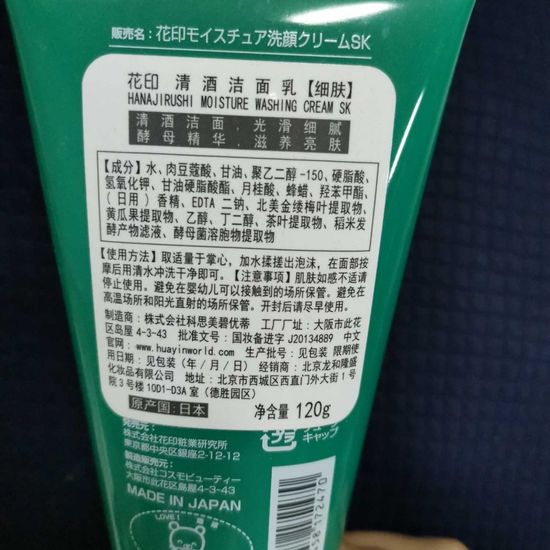 販売名：花印モイスチュア洗顔クリームSK
花印 清酒洁面乳【细肤】
HANAJIRUSHI MOISTURE WASHING CREAM SK
清酒洁面．光滑细腻
酵母精华．滋养亮肤
【成分】水、肉豆蔻酸、甘油、聚乙二醇-150、硬脂酸、
氢氧化钾、甘油硬脂酸酯、月桂酸、蜂蜡、羟苯甲酯、
（日用）香精、EDTA 二钠、北美金缕梅叶提取物、
黄瓜果提取物、乙醇、丁二醇、茶叶提取物、稻米发
酵产物滤液、酵母菌溶胞物提取物
【使用方法】取适量于掌心，加水揉搓出泡沫，在面部按
摩后用清水冲洗干净即可。【注意事项】肌肤如感不适请
停止使用。避免在婴幼儿可以接触到的场所保管。避免在
高温场所和阳光直射的场所保管。开封后请尽早使用。
制造商：株式会社科思美碧优蒂 工厂厂址：大阪市此花
区岛屋 4-3-43 批准文号：国妆备进字 J20134889 中文
官网：www.huayinworld.com 生产批号：见包装 限期使
用日期：见包装（年/月/日） 经销商：北京龙和隆盛
化妆品有限公司 地址：北京市西城区西直门外大街 1 号
院 3 号楼 10D1-D3A 室（德胜园区）
原产国:日本
净含量：120g
発売元：
株式会社花印粧業研究所
東京都中央区銀座2-12-12
製造販売元：
株式会社コスモビューティー
大阪市此花区島屋4-3-43
MADE IN JAPAN
プラ
キャップ
LOVE!
58 172470